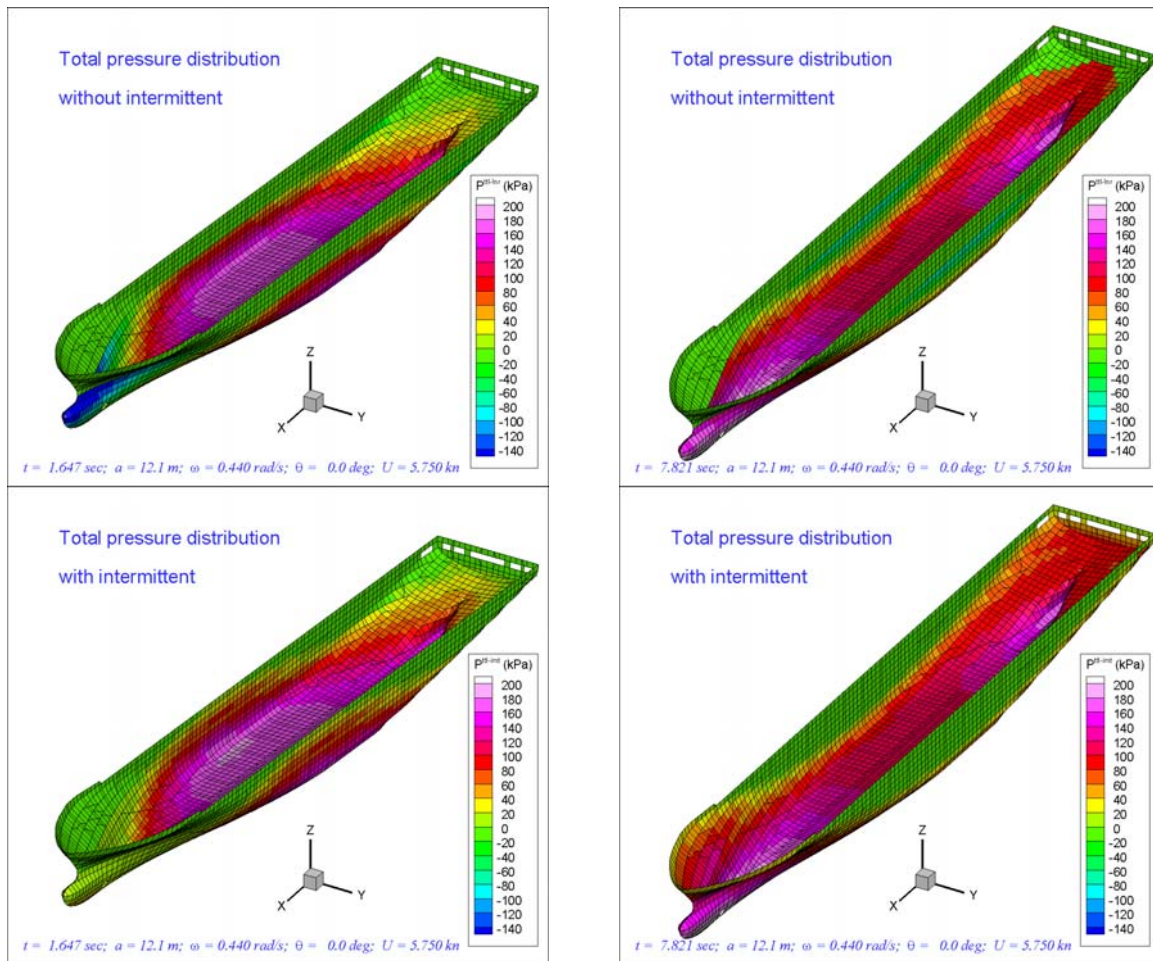 Total pressure distribution
without intermittent
P^ttl-lnr (kPa)
200
180
160
140
120
100
80
60
40
20
0
-20
-40
-60
-80
-100
-120
-140
Z
X
Y
t = 1.647 sec; a = 12.1 m; ω = 0.440 rad/s; θ = 0.0 deg; U = 5.750 kn
Total pressure distribution
without intermittent
P^ttl-lnr (kPa)
200
180
160
140
120
100
80
60
40
20
0
-20
-40
-60
-80
-100
-120
-140
Z
X
Y
t = 7.821 sec; a = 12.1 m; ω = 0.440 rad/s; θ = 0.0 deg; U = 5.750 kn
Total pressure distribution
with intermittent
P^ttl-imt (kPa)
200
180
160
140
120
100
80
60
40
20
0
-20
-40
-60
-80
-100
-120
-140
Z
X
Y
t = 1.647 sec; a = 12.1 m; ω = 0.440 rad/s; θ = 0.0 deg; U = 5.750 kn
Total pressure distribution
with intermittent
P^ttl-imt (kPa)
200
180
160
140
120
100
80
60
40
20
0
-20
-40
-60
-80
-100
-120
-140
Z
X
Y
t = 7.821 sec; a = 12.1 m; ω = 0.440 rad/s; θ = 0.0 deg; U = 5.750 kn